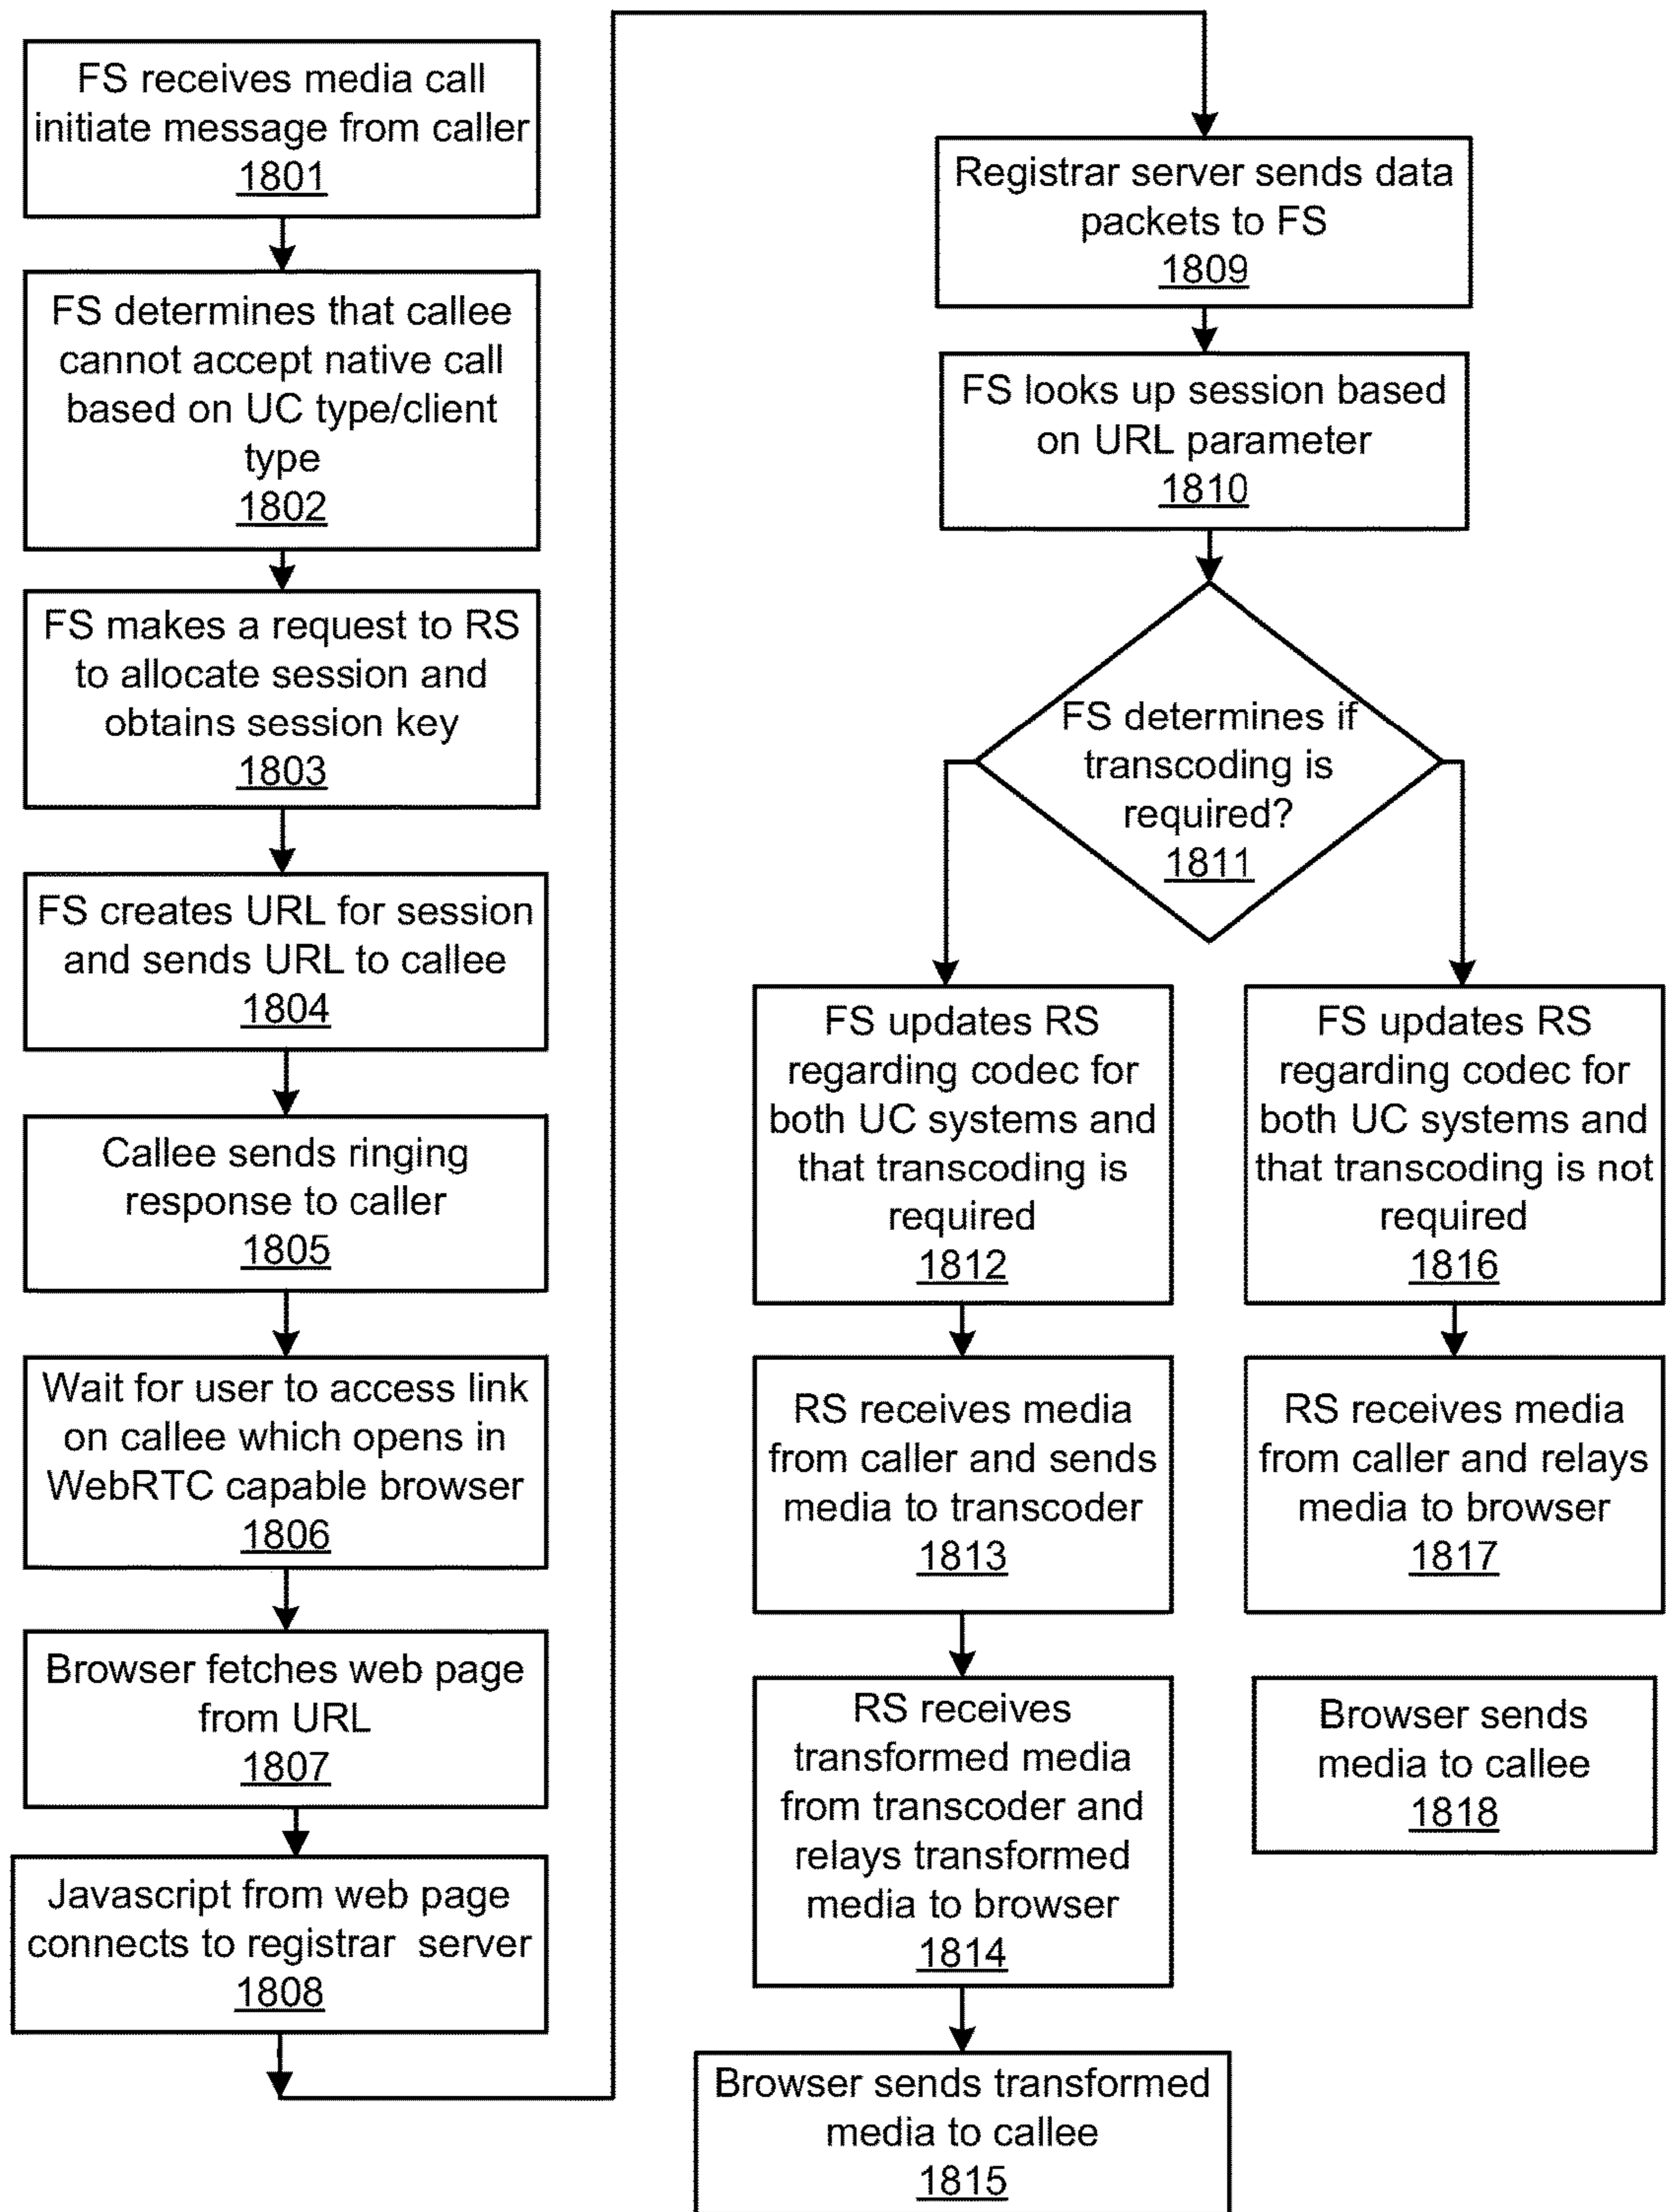 FS receives media call
initiate message from caller
1801
FS determines that callee
cannot accept native call
based on UC type/client
type
1802
FS makes a request to RS
to allocate session and
obtains session key
1803
FS creates URL for session
and sends URL to callee
1804
Callee sends ringing
response to caller
1805
Wait for user to access link
on callee which opens in
WebRTC capable browser
1806
Browser fetches web page
from URL
1807
Javascript from web page
connects to registrar server
1808
Registrar server sends data
packets to FS
1809
FS looks up session based
on URL parameter
1810
FS determines if
transcoding is
required?
1811
FS updates RS
regarding codec for
both UC systems and
that transcoding is
required
1812
RS receives media
from caller and sends
media to transcoder
1813
RS receives
transformed media
from transcoder and
relays transformed
media to browser
1814
Browser sends transformed
media to callee
1815
FS updates RS
regarding codec for
both UC systems and
that transcoding is not
required
1816
RS receives media
from caller and relays
media to browser
1817
Browser sends
media to callee
1818